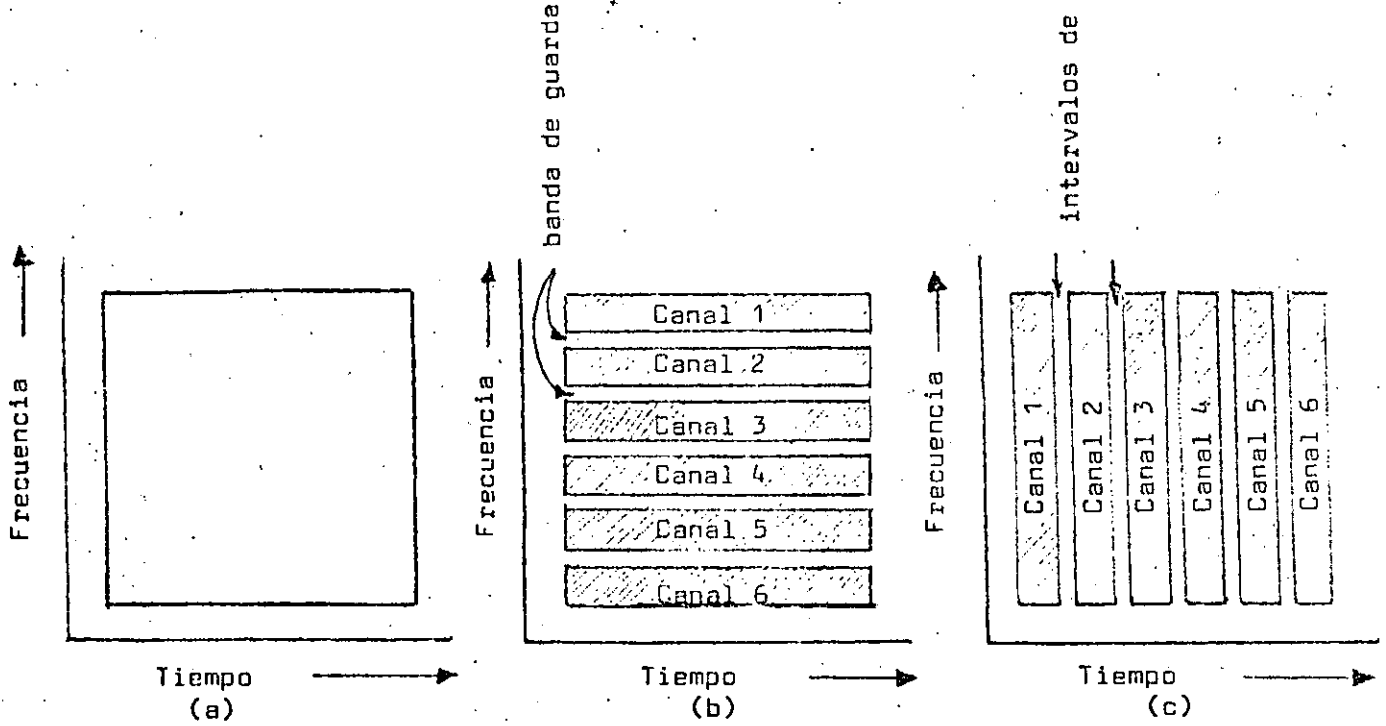 Frecuencia
Tiempo
(a)
banda de guarda
Frecuencia
Canal 1
Canal 2
Canal 3
Canal 4
Canal 5
Canal 6
Tiempo
(b)
intervalos de
Frecuencia
Canal 1
Canal 2
Canal 3
Canal 4
Canal 5
Canal 6
Tiempo
(c)